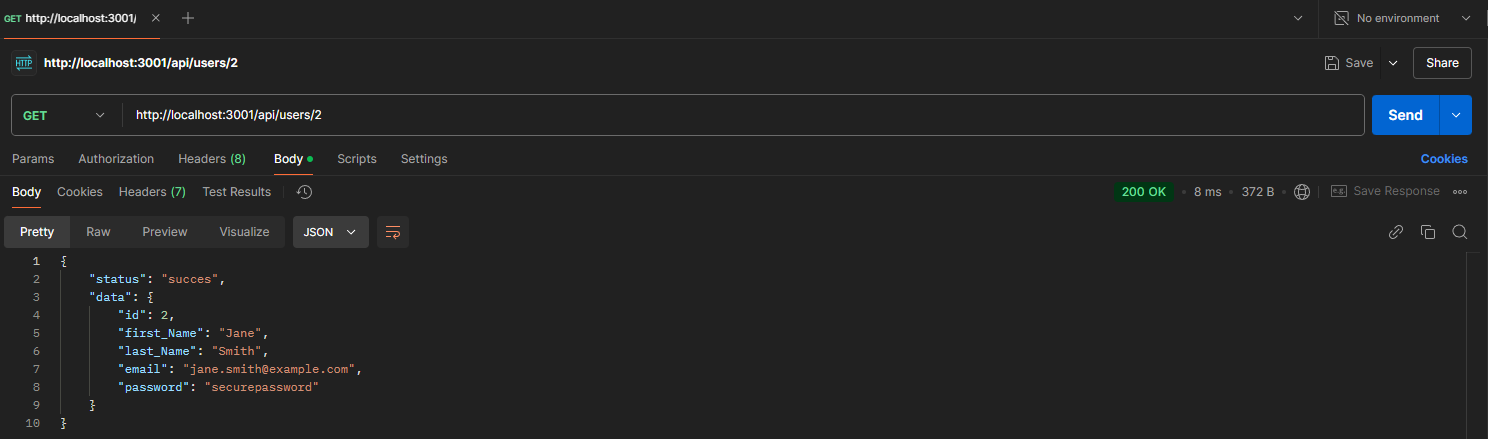 GET http://localhost:3001/ No environment
HTTP http://localhost:3001/api/users/2 Save Share
GET http://localhost:3001/api/users/2 Send
Params Authorization Headers (8) Body Scripts Settings Cookies
Body Cookies Headers (7) Test Results 200 OK • 8 ms • 372 B • e.g. Save Response
Pretty Raw Preview Visualize JSON
1 {
2 "status": "succes",
3 "data": {
4 "id": 2,
5 "first_Name": "Jane",
6 "last_Name": "Smith",
7 "email": "jane.smith@example.com",
8 "password": "securepassword"
9 }
10 }